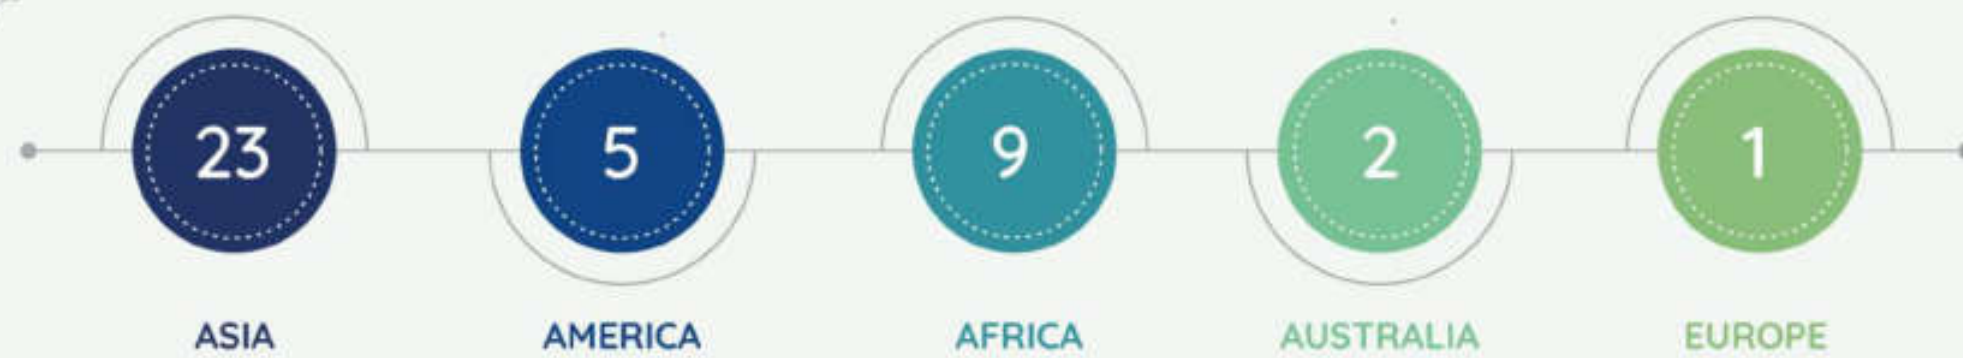 23 5 9 2 1
ASIA AMERICA AFRICA AUSTRALIA EUROPE